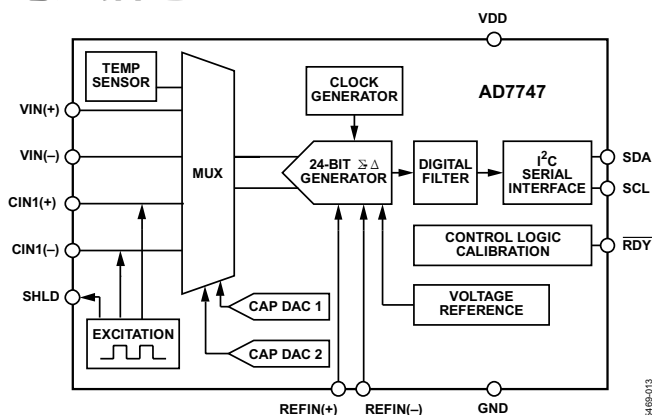 VDD
TEMP
SENSOR
CLOCK
GENERATOR
AD7747
VIN(+)
VIN(–)
MUX
24-BIT ΣΔ
GENERATOR
DIGITAL
FILTER
I²C
SERIAL
INTERFACE
SDA
SCL
CIN1(+)
CIN1(–)
CONTROL LOGIC
CALIBRATION
RDY
SHLD
EXCITATION
CAP DAC 1
CAP DAC 2
VOLTAGE
REFERENCE
REFIN(+)
REFIN(–)
GND